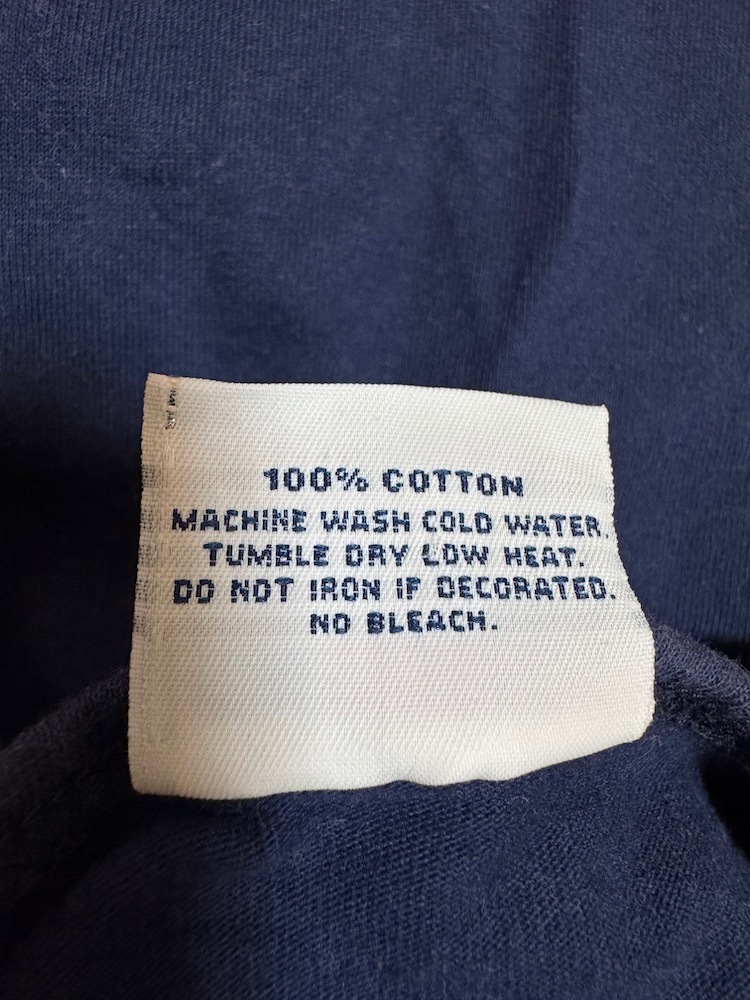 100% COTTON
MACHINE WASH COLD WATER.
TUMBLE DRY LOW HEAT.
DO NOT IRON IF DECORATED.
NO BLEACH.